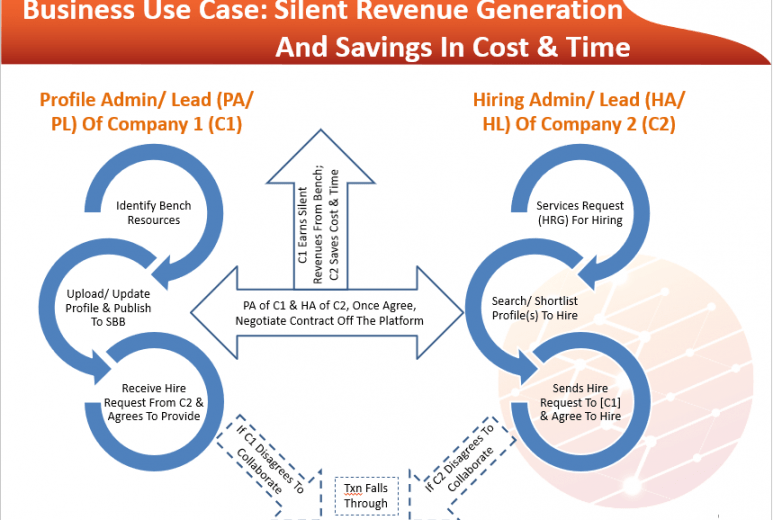 Business Use Case: Silent Revenue Generation
And Savings In Cost & Time
Profile Admin/ Lead (PA/
PL) Of Company 1 (C1)
Hiring Admin/ Lead (HA/
HL) Of Company 2 (C2)
Identify Bench
Resources
Upload/ Update
Profile & Publish
To SBB
Receive Hire
Request From C2 &
Agrees To Provide
C1 Earns Silent
Revenues From Bench;
C2 Saves Cost & Time
PA of C1 & HA of C2, Once Agree,
Negotiate Contract Off The Platform
Services Request
(HRG) For Hiring
Search/ Shortlist
Profile(s) To Hire
Sends Hire
Request To [C1]
& Agree To Hire
If C1 Disagrees To
Collaborate
Txn Falls
Through
If C2 Disagrees To
Collaborate